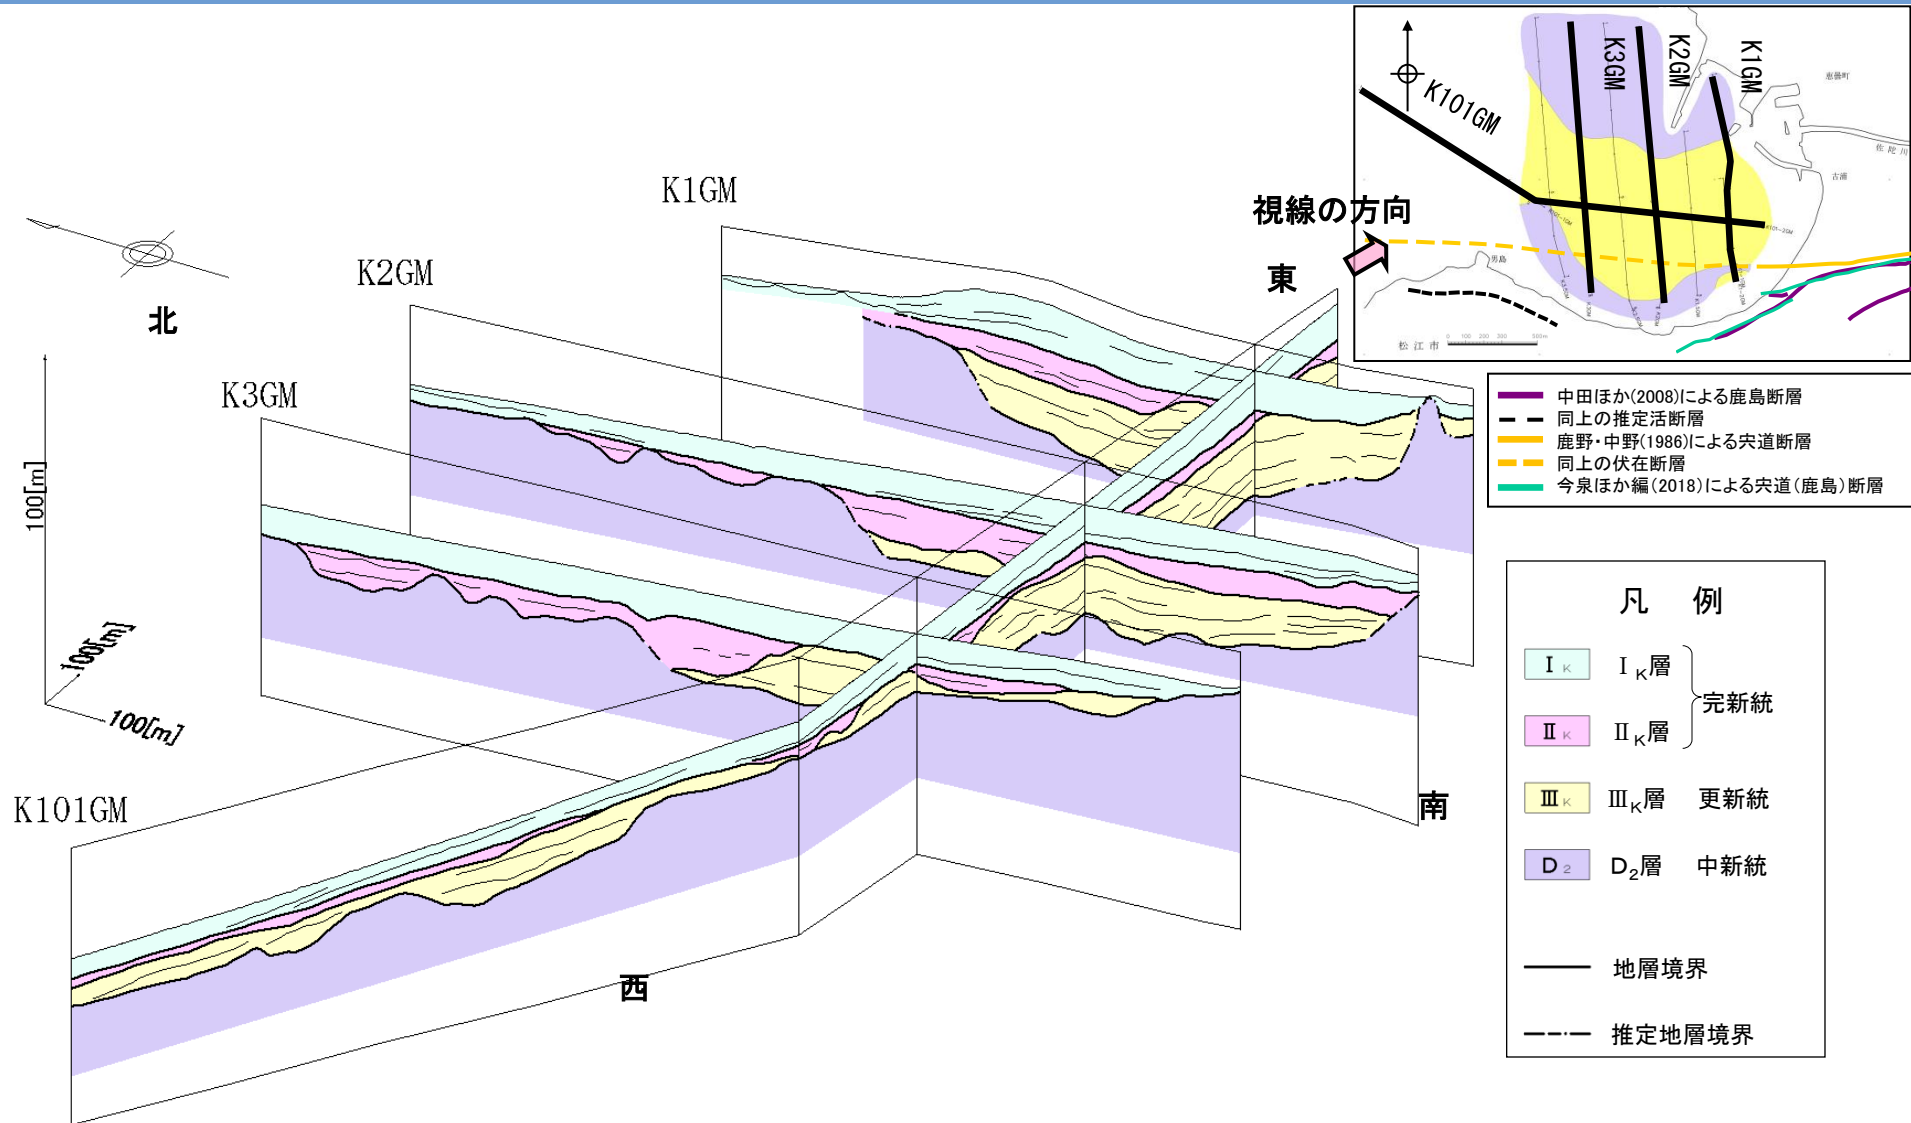 K101GM
K3GM
K2GM
K1GM
恵曇町
佐陀川
古浦
男島
松江市
0 100 200 300 500m
視線の方向
中田ほか(2008)による鹿島断層
同上の推定活断層
鹿野・中野(1986)による宍道断層
同上の伏在断層
今泉ほか編(2018)による宍道(鹿島)断層
K1GM
K2GM
K3GM
K101GM
北
東
南
西
100[m]
100[m]
100[m]
凡 例
ⅠK ⅠK層
ⅡK ⅡK層
完新統
ⅢK ⅢK層 更新統
D2 D2層 中新統
地層境界
推定地層境界